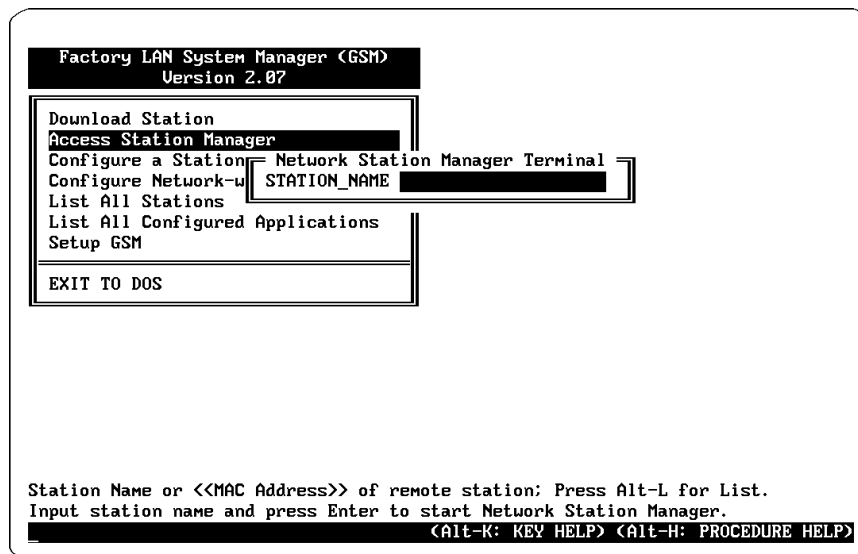 Factory LAN System Manager (GSM)
Version 2.07
Download Station
Access Station Manager
Configure a Station
Configure Network-w
List All Stations
List All Configured Applications
Setup GSM
EXIT TO DOS
Network Station Manager Terminal
STATION_NAME
Station Name or <<MAC Address>> of remote station; Press Alt-L for List.
Input station name and press Enter to start Network Station Manager.
(Alt-K: KEY HELP) (Alt-H: PROCEDURE HELP)